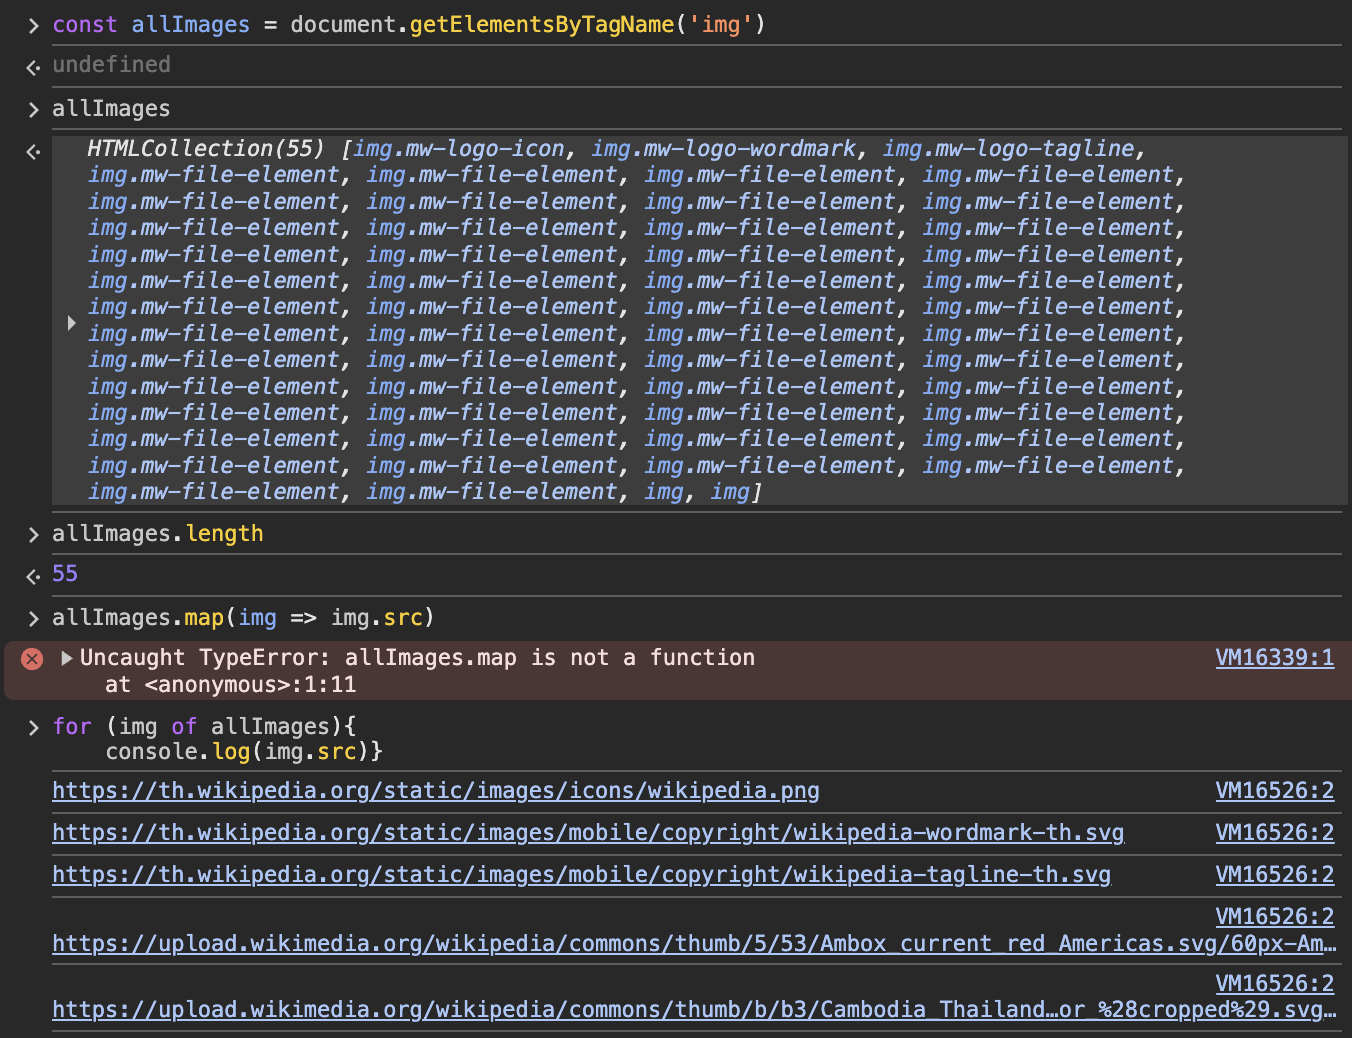 const allImages = document.getElementsByTagName('img')
undefined
allImages
HTMLCollection(55) [img.mw-logo-icon, img.mw-logo-wordmark, img.mw-logo-tagline,
img.mw-file-element, img.mw-file-element, img.mw-file-element, img.mw-file-element,
img.mw-file-element, img.mw-file-element, img.mw-file-element, img.mw-file-element,
img.mw-file-element, img.mw-file-element, img.mw-file-element, img.mw-file-element,
img.mw-file-element, img.mw-file-element, img.mw-file-element, img.mw-file-element,
img.mw-file-element, img.mw-file-element, img.mw-file-element, img.mw-file-element,
img.mw-file-element, img.mw-file-element, img.mw-file-element, img.mw-file-element,
img.mw-file-element, img.mw-file-element, img.mw-file-element, img.mw-file-element,
img.mw-file-element, img.mw-file-element, img.mw-file-element, img.mw-file-element,
img.mw-file-element, img.mw-file-element, img.mw-file-element, img.mw-file-element,
img.mw-file-element, img.mw-file-element, img.mw-file-element, img.mw-file-element,
img.mw-file-element, img.mw-file-element, img.mw-file-element, img.mw-file-element,
img.mw-file-element, img.mw-file-element, img.mw-file-element, img.mw-file-element,
img.mw-file-element, img.mw-file-element, img, img]
allImages.length
55
allImages.map(img => img.src)
Uncaught TypeError: allImages.map is not a function VM16339:1
at <anonymous>:1:11
for (img of allImages){
console.log(img.src)}
https://th.wikipedia.org/static/images/icons/wikipedia.png VM16526:2
https://th.wikipedia.org/static/images/mobile/copyright/wikipedia-wordmark-th.svg VM16526:2
https://th.wikipedia.org/static/images/mobile/copyright/wikipedia-tagline-th.svg VM16526:2
VM16526:2
https://upload.wikimedia.org/wikipedia/commons/thumb/5/53/Ambox_current_red_Americas.svg/60px-Am…
VM16526:2
https://upload.wikimedia.org/wikipedia/commons/thumb/b/b3/Cambodia_Thailand…or_%28cropped%29.svg…